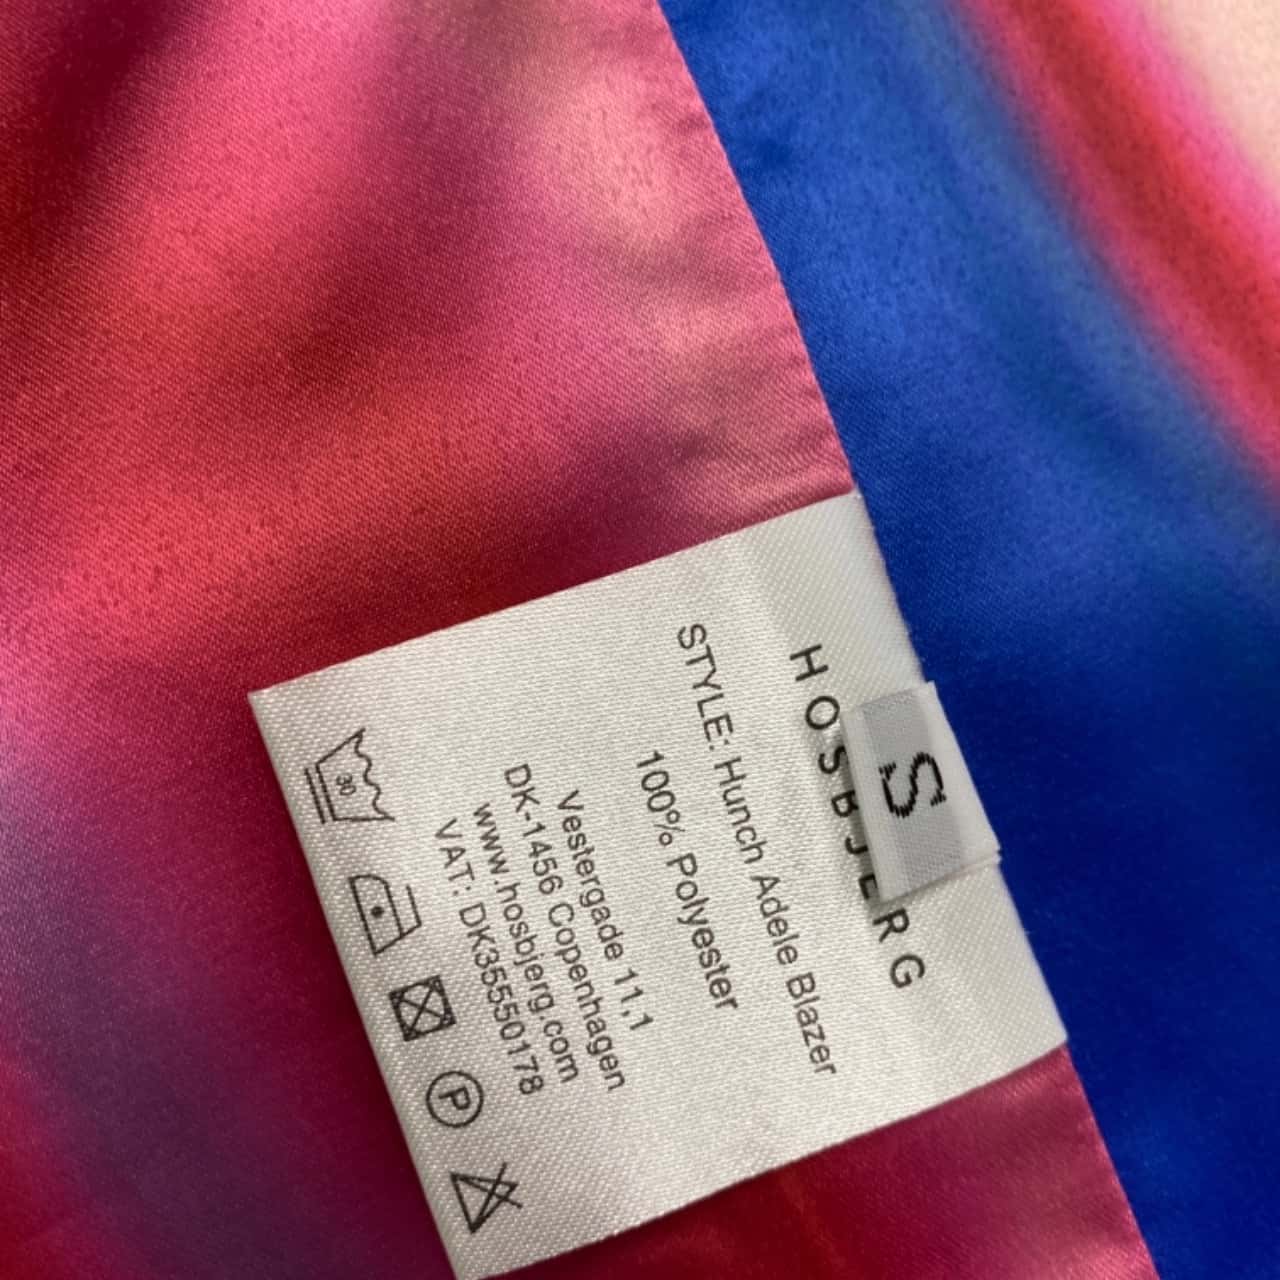 HOSBJERG
S
STYLE: Hunch Adele Blazer
100% Polyester
Vestergade 11,1
DK-1456 Copenhagen
www.hosbjerg.com
VAT: DK35550178
30
P